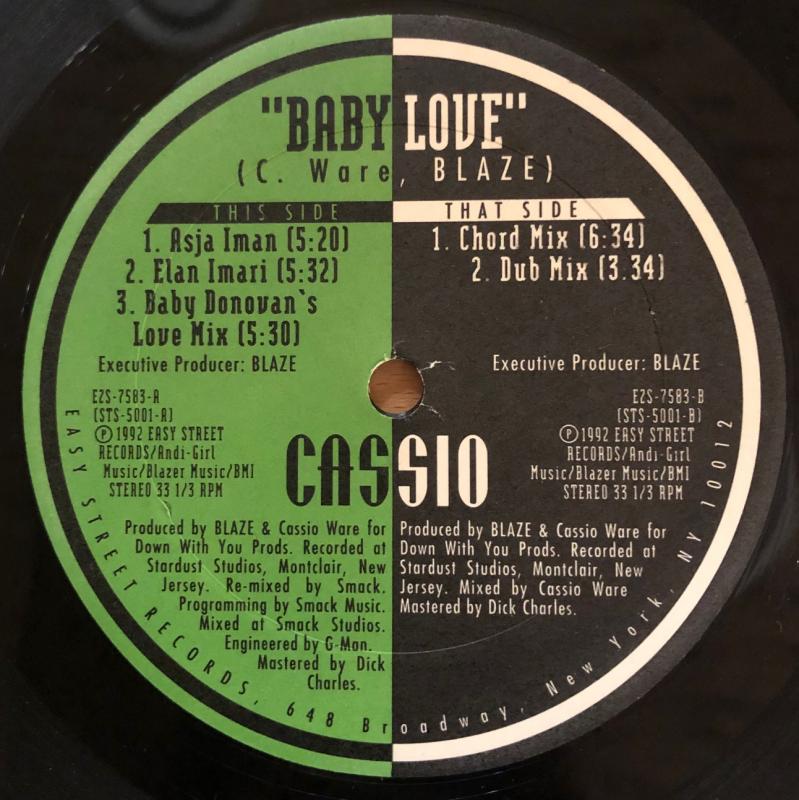 "BABY LOVE"
(C. Ware, BLAZE)
THIS SIDE
1. Asja Iman (5:20)
2. Elan Imari (5:32)
3. Baby Donovan`s
Love Mix (5:30)
Executive Producer: BLAZE
EZS-7583-A
(STS-5001-A)
Ⓟ 1992 EASY STREET
RECORDS/Andi-Girl
Music/Blazer Music/BMI
STEREO 33 1/3 RPM
THAT SIDE
1. Chord Mix (6:34)
2. Dub Mix (3.34)
Executive Producer: BLAZE
EZS-7583-B
(STS-5001-B)
Ⓟ 1992 EASY STREET
RECORDS/Andi-Girl
Music/Blazer Music/BMI
STEREO 33 1/3 RPM
CASSIO
Produced by BLAZE & Cassio Ware for
Down With You Prods. Recorded at
Stardust Studios, Montclair, New
Jersey. Re-mixed by Smack.
Programming by Smack Music.
Mixed at Smack Studios.
Engineered by G-Man.
Mastered by Dick
Charles.
Produced by BLAZE & Cassio Ware for
Down With You Prods. Recorded at
Stardust Studios, Montclair, New
Jersey. Mixed by Cassio Ware
Mastered by Dick Charles.
EASY STREET RECORDS, 648 Broadway, New York, NY 10012